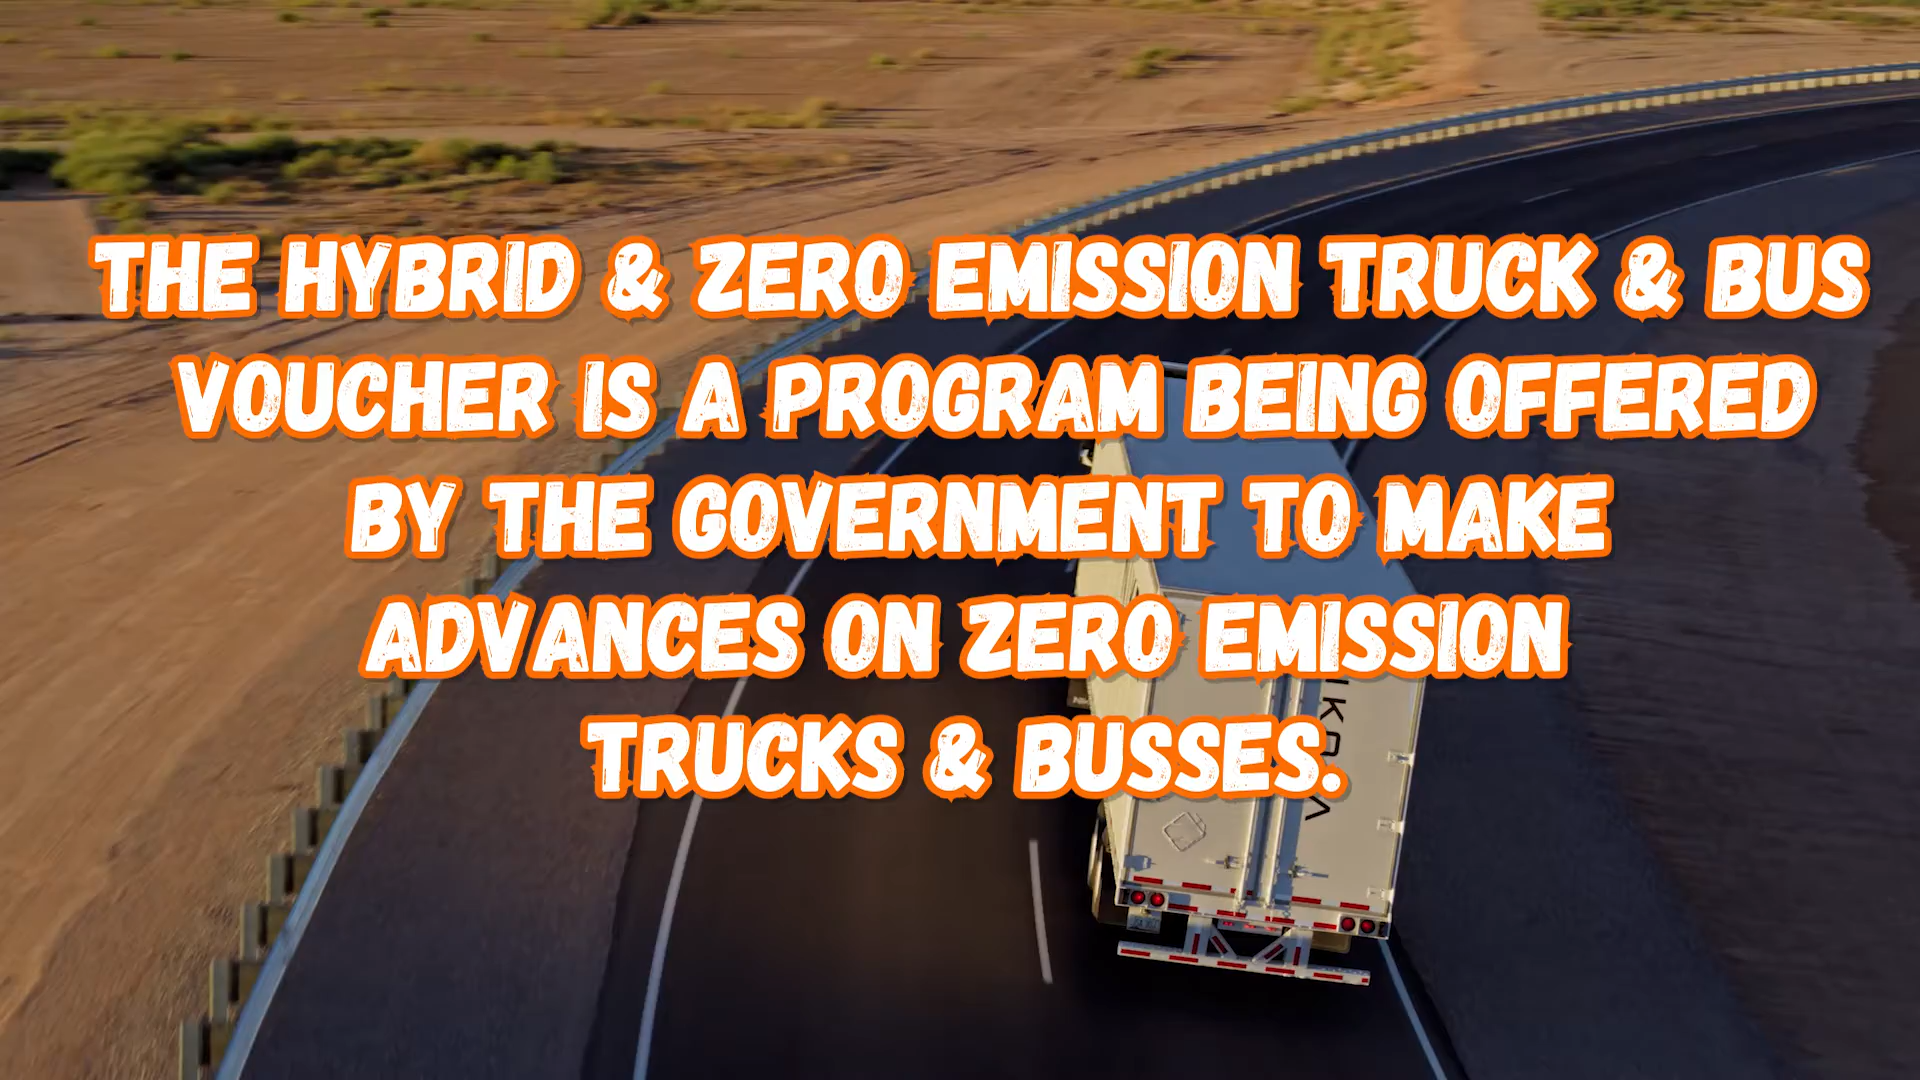 THE HYBRID & ZERO EMISSION TRUCK & BUS
VOUCHER IS A PROGRAM BEING OFFERED
BY THE GOVERNMENT TO MAKE
ADVANCES ON ZERO EMISSION
TRUCKS & BUSSES.